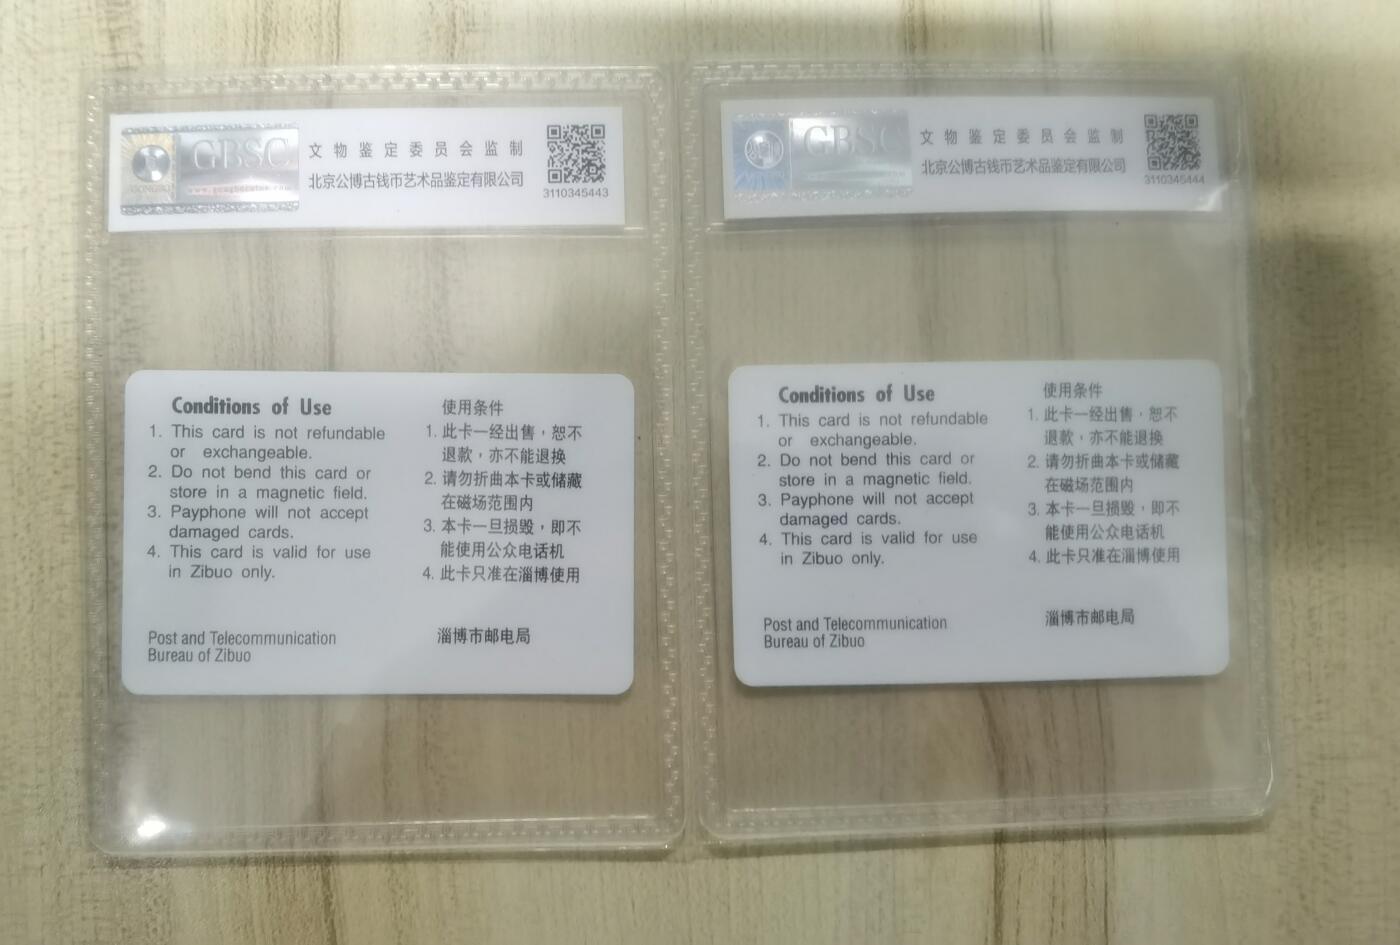 GBSC
www.gongbocoins.com
文物鉴定委员会监制
北京公博古钱币艺术品鉴定有限公司
3110345443
Conditions of Use
1. This card is not refundable
or exchangeable.
2. Do not bend this card or
store in a magnetic field.
3. Payphone will not accept
damaged cards.
4. This card is valid for use
in Zibuo only.
Post and Telecommunication
Bureau of Zibuo
使用条件
1. 此卡一经出售，恕不
退款，亦不能退换
2. 请勿折曲本卡或储藏
在磁场范围内
3. 本卡一旦损毁，即不
能使用公众电话机
4. 此卡只准在淄博使用
淄博市邮电局
GBSC
文物鉴定委员会监制
北京公博古钱币艺术品鉴定有限公司
3110345444
Conditions of Use
1. This card is not refundable
or exchangeable.
2. Do not bend this card or
store in a magnetic field.
3. Payphone will not accept
damaged cards.
4. This card is valid for use
in Zibuo only.
Post and Telecommunication
Bureau of Zibuo
使用条件
1. 此卡一经出售，恕不
退款，亦不能退换
2. 请勿折曲本卡或储藏
在磁场范围内
3. 本卡一旦损毁，即不
能使用公众电话机
4. 此卡只准在淄博使用
淄博市邮电局